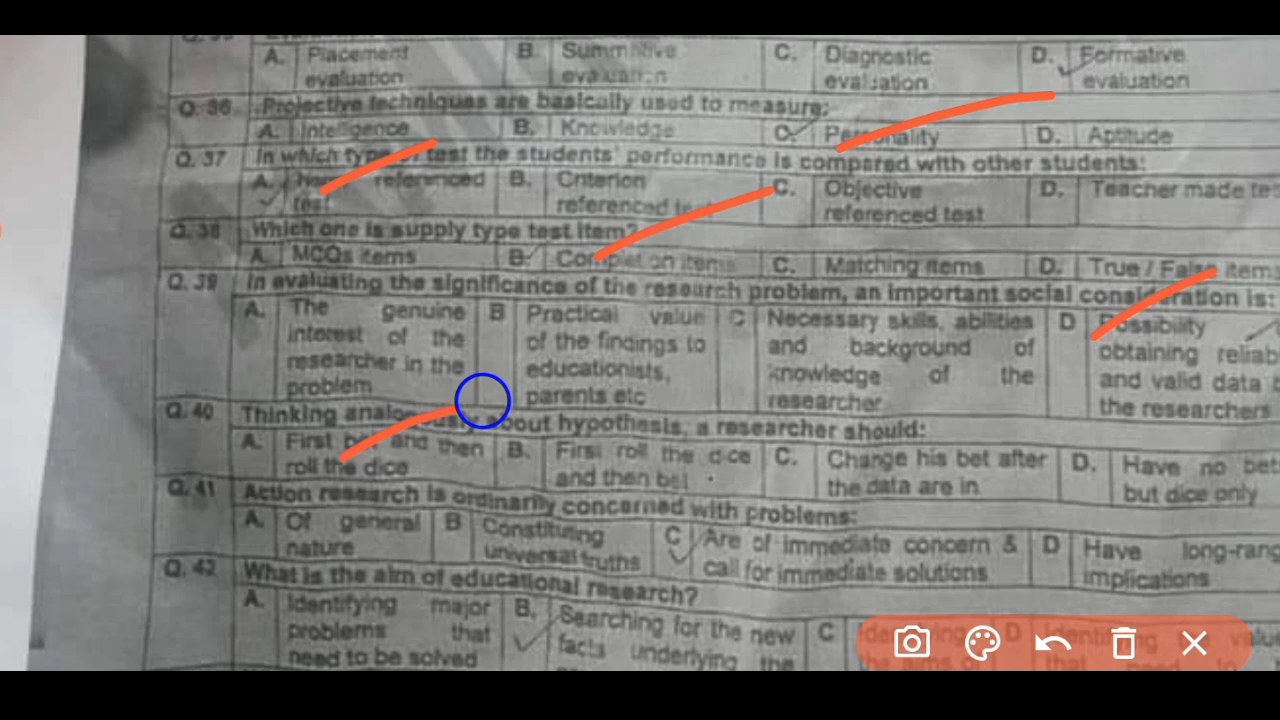 A. Placement B. Summative C. Diagnostic D. Formative
evaluation evaluation evaluation evaluation
Q. 36 Projective techniques are basically used to measure:
A. Intelligence B. Knowledge C. Personality D. Aptitude
Q. 37 In which type of test the students' performance is compared with other students:
A. referenced B. Criterion C. Objective D. Teacher made
test referenced test referenced test
Q. 38 Which one is supply type test item?
A. MCQs items B. Completion items C. Matching items D. True / False item
Q. 39 In evaluating the significance of the research problem, an important social consideration is:
A. The genuine B Practical value C Necessary skills, abilities D Possibility
interest of the of the findings to and background of obtaining
researcher in the educationists, knowledge of the and valid data
problem parents etc researcher the researchers
Q. 40 Thinking analogously about hypothesis, a researcher should:
A. First bet and then B. First roll the dice C. Change his bet after D. Have no bet
roll the dice and then bet the data are in but dice only
Q. 41 Action research is ordinarily concerned with problems:
A. Of general B Constituting C Are of immediate concern & D Have
nature universal truths call for immediate solutions implications
Q. 42 What is the aim of educational research?
A. Identifying major B. Searching for the new C D
problems that facts underlying the
need to be solved